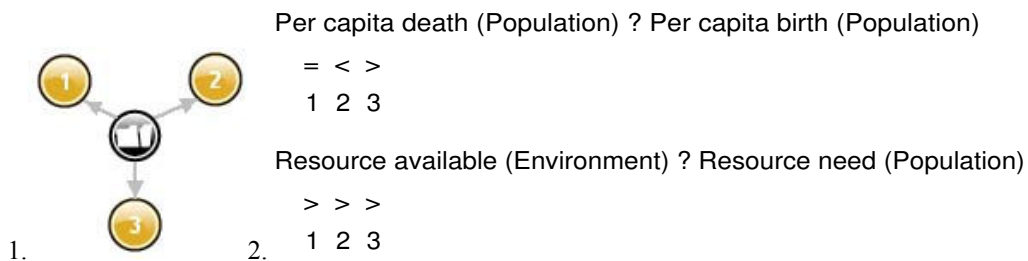 Per capita death (Population) ? Per capita birth (Population)
= < >
1 2 3
Resource available (Environment) ? Resource need (Population)
> > >
1 2 3
1
2
3
1.
2.